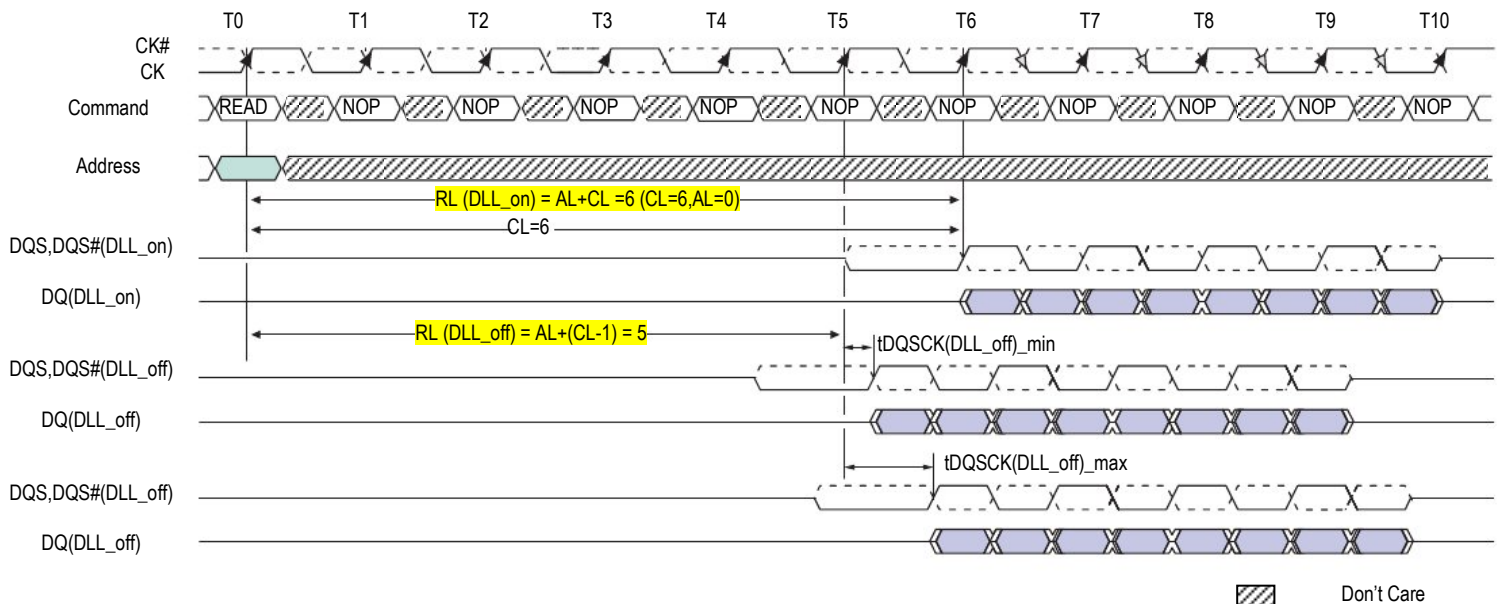 T0 T1 T2 T3 T4 T5 T6 T7 T8 T9 T10
CK#
CK
Command READ NOP NOP NOP NOP NOP NOP NOP NOP NOP NOP
Address
RL (DLL_on) = AL+CL =6 (CL=6,AL=0)
CL=6
DQS,DQS#(DLL_on)
DQ(DLL_on)
RL (DLL_off) = AL+(CL-1) = 5
tDQSCK(DLL_off)_min
DQS,DQS#(DLL_off)
DQ(DLL_off)
tDQSCK(DLL_off)_max
DQS,DQS#(DLL_off)
DQ(DLL_off)
Don't Care